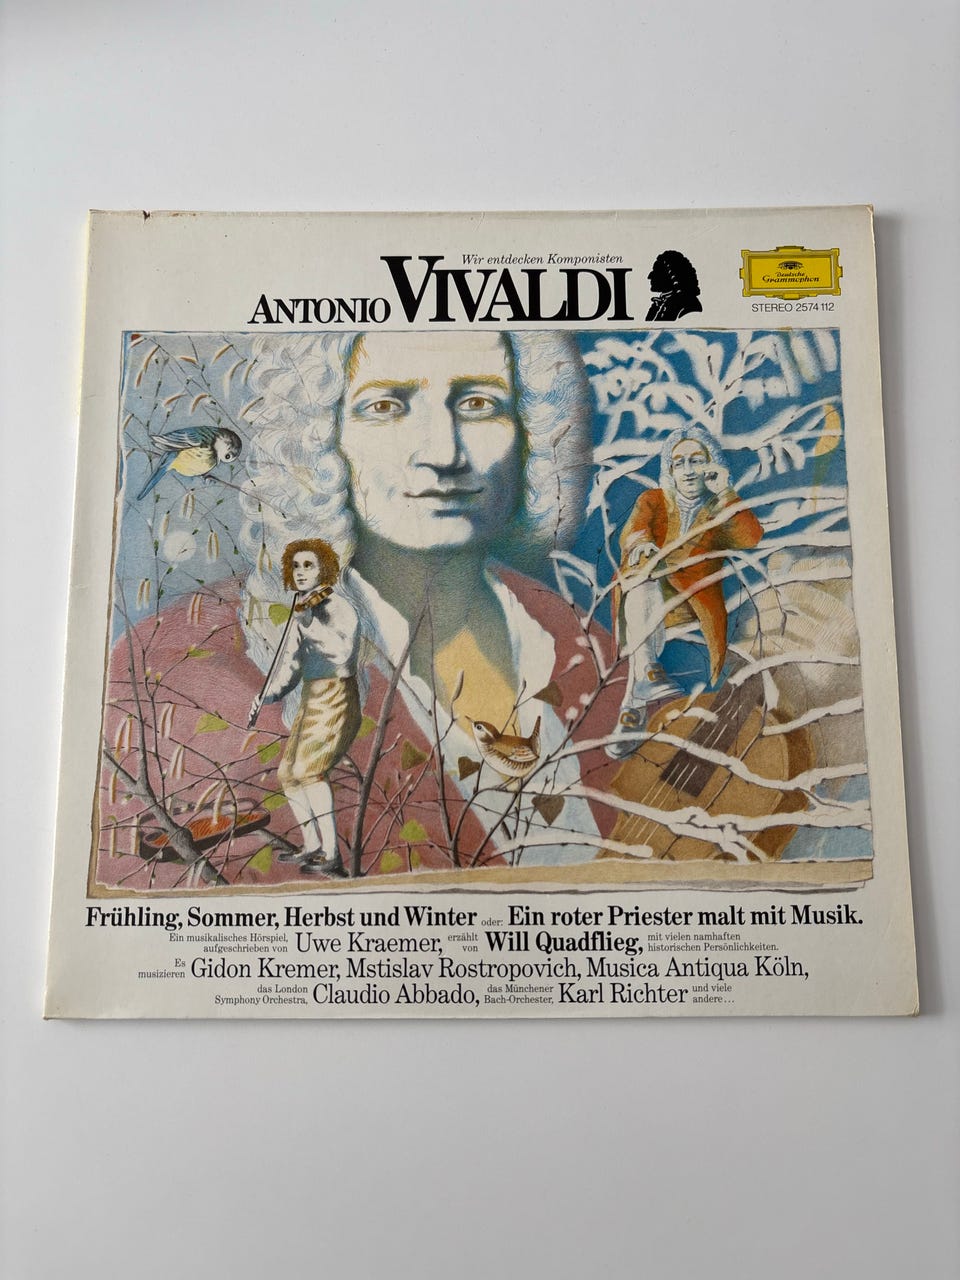 Wir entdecken Komponisten
ANTONIO VIVALDI
Deutsche
Grammophon
STEREO 2574 112
Frühling, Sommer, Herbst und Winter oder: Ein roter Priester malt mit Musik.
Ein musikalisches Hörspiel, aufgeschrieben von Uwe Kraemer, erzählt von Will Quadflieg, mit vielen namhaften historischen Persönlichkeiten.
Es musizieren Gidon Kremer, Mstislav Rostropovich, Musica Antiqua Köln,
das London Symphony Orchestra, Claudio Abbado, das Münchener Bach-Orchester, Karl Richter und viele andere...